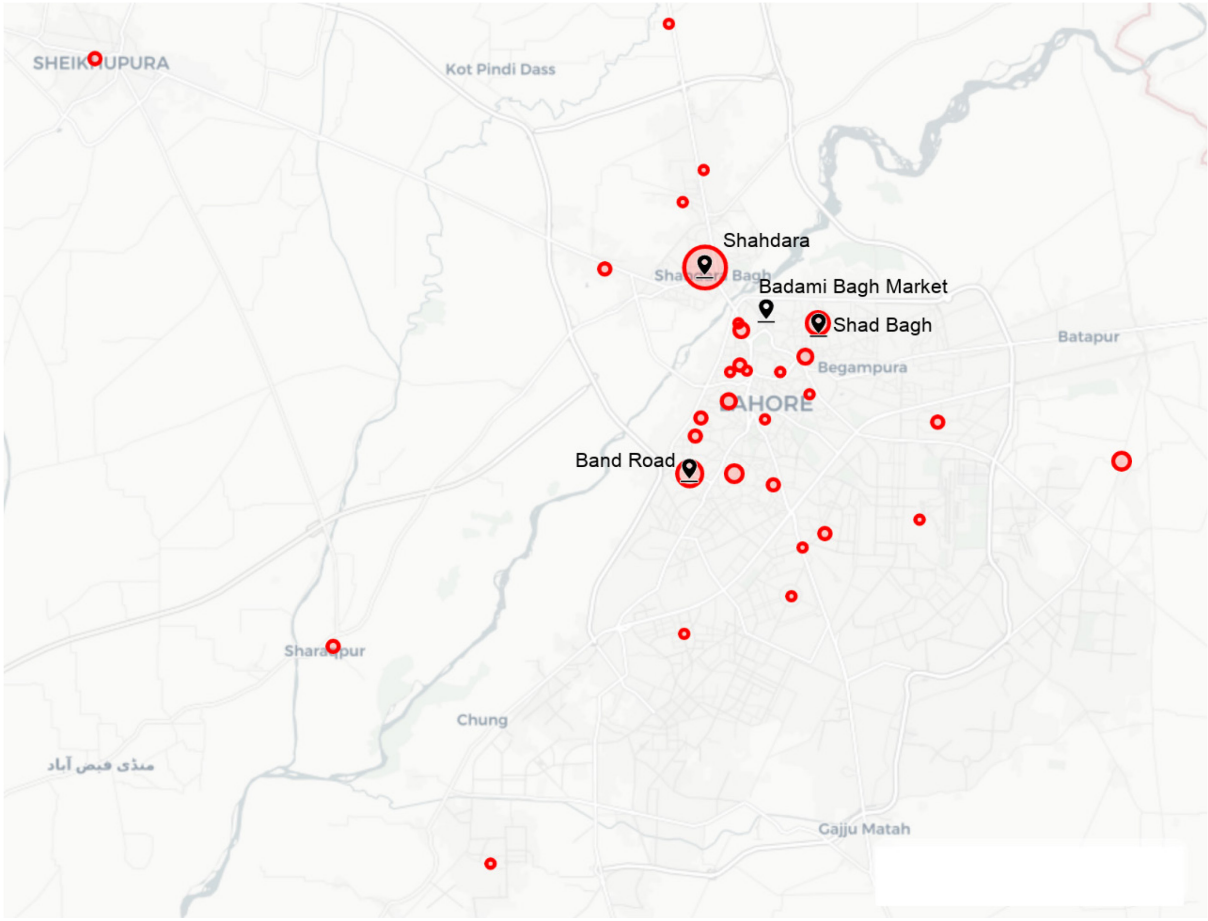 SHEIKHUPURA
Kot Pindi Dass
Shahdara
Shahdara Bagh
Badami Bagh Market
Shad Bagh
Batapur
Begampura
LAHORE
Band Road
Sharaqpur
Chung
منڈی فیض آباد
Gajju Matah